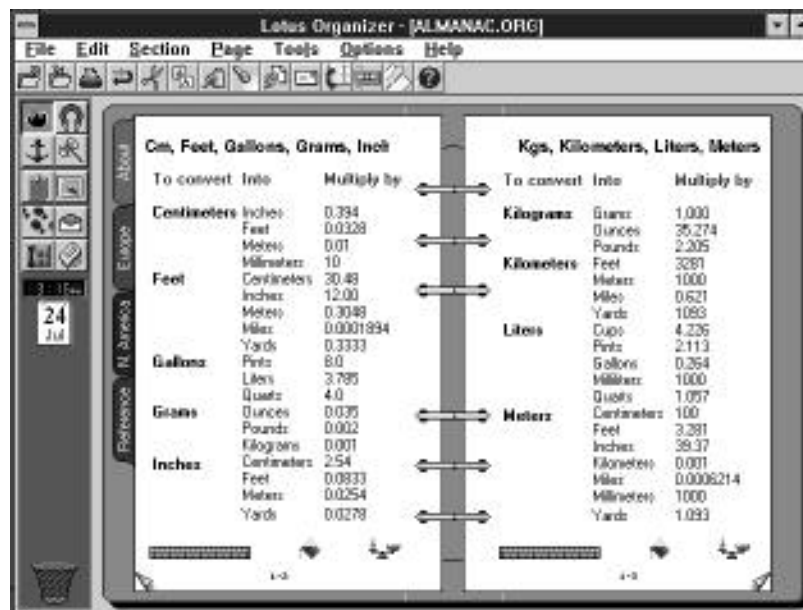 Lotus Organizer - [ALMANAC.ORG]
File Edit Section Page Tools Options Help
About
Europe
N. America
Reference
24
Jul
Cm, Feet, Gallons, Grams, Inch
To convert Into Multiply by
Centimeters Inches 0.394
Feet 0.0328
Meters 0.01
Millimeters 10
Feet Centimeters 30.48
Inches 12.00
Meters 0.3048
Miles 0.0001894
Yards 0.3333
Gallons Pints 8.0
Liters 3.785
Quarts 4.0
Grams Ounces 0.035
Pounds 0.002
Kilograms 0.001
Inches Centimeters 2.54
Feet 0.0833
Meters 0.0254
Yards 0.0278
Kgs, Kilometers, Liters, Meters
To convert Into Multiply by
Kilograms Grams 1,000
Ounces 35.274
Pounds 2.205
Kilometers Feet 3281
Meters 1000
Miles 0.621
Yards 1093
Liters Cups 4.226
Pints 2.113
Gallons 0.264
Milliliters 1000
Quarts 1.057
Meters Centimeters 100
Feet 3.281
Inches 39.37
Kilometers 0.001
Miles 0.0006214
Millimeters 1000
Yards 1.093